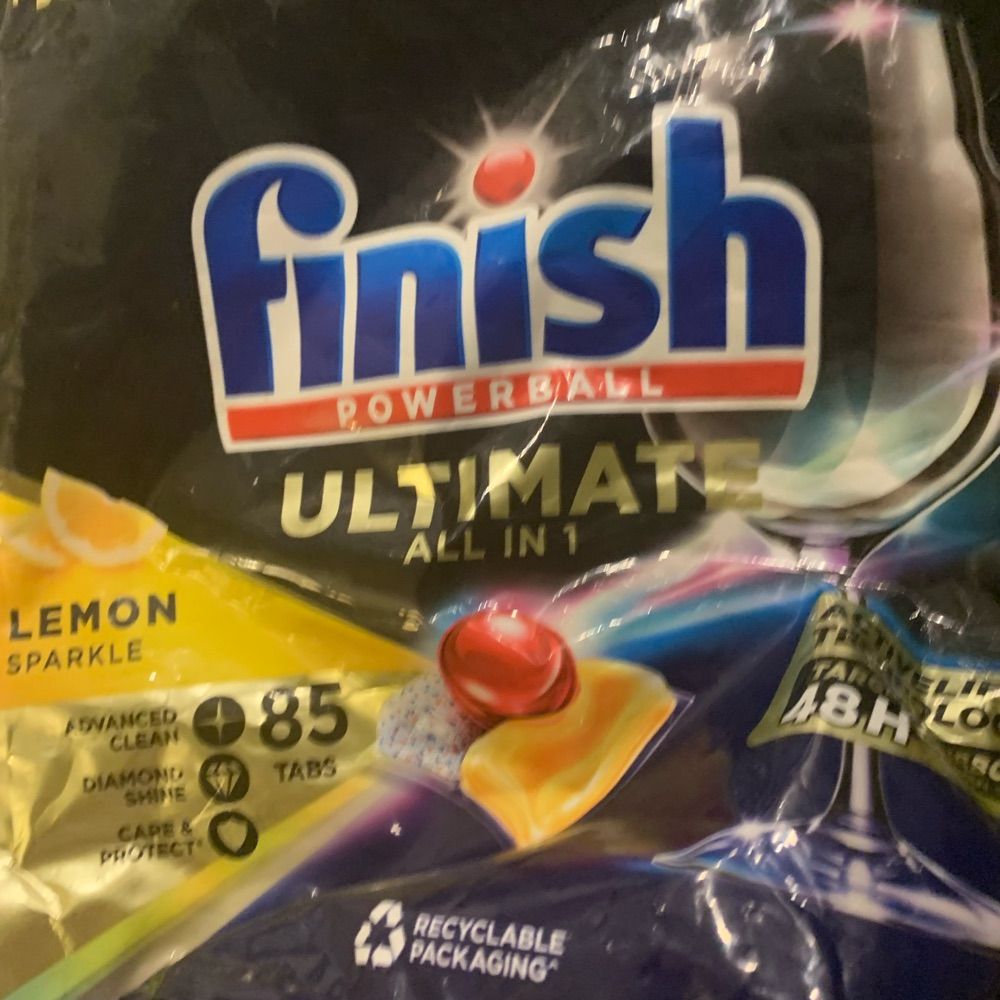 finish
POWERBALL
ULTIMATE
ALL IN 1
LEMON
SPARKLE
ADVANCED
CLEAN
85
TABS
DIAMOND
SHINE
CARE &
PROTECT*
48H
RECYCLABLE
PACKAGING^